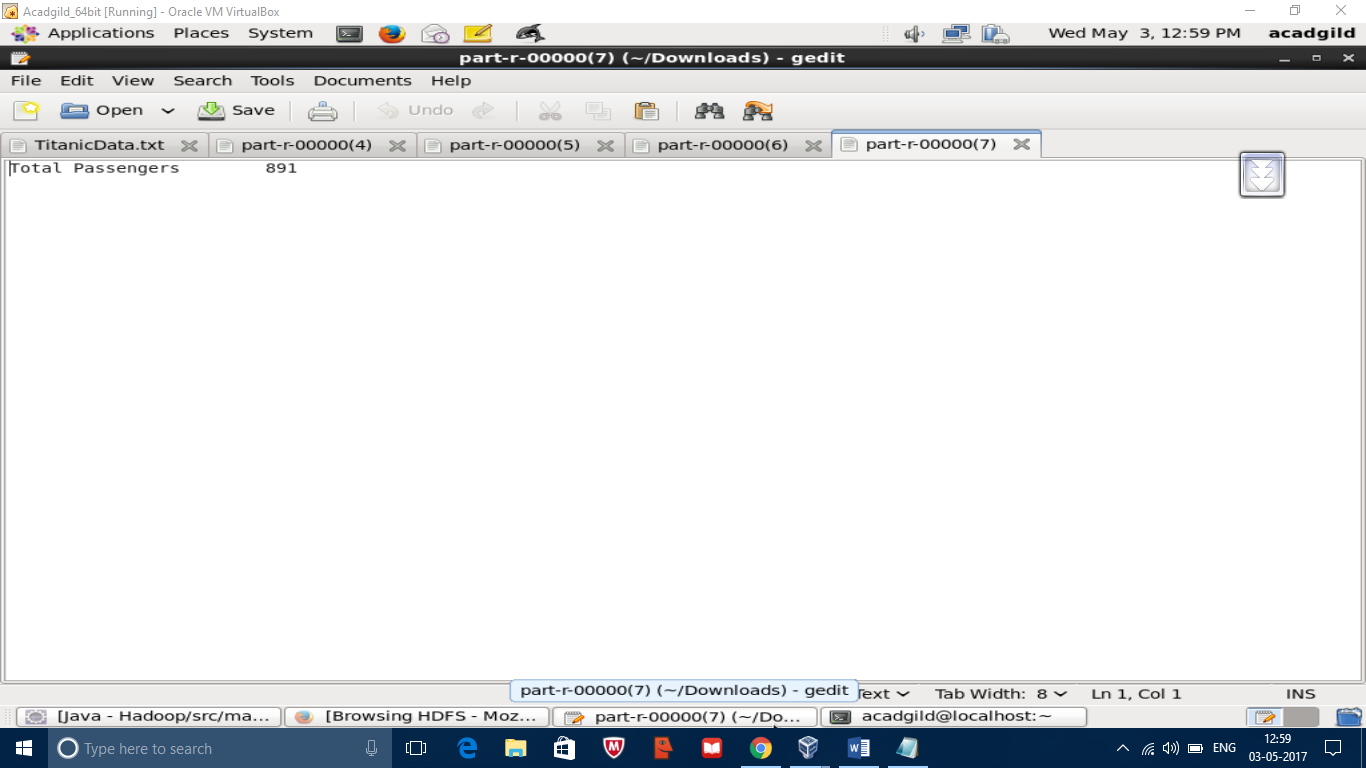 Acadgild_64bit [Running] - Oracle VM VirtualBox
Applications Places System Wed May 3, 12:59 PM acadgild
part-r-00000(7) (~/Downloads) - gedit
File Edit View Search Tools Documents Help
Open Save Undo
TitanicData.txt part-r-00000(4) part-r-00000(5) part-r-00000(6) part-r-00000(7)
Total Passengers 891
part-r-00000(7) (~/Downloads) - gedit Text Tab Width: 8 Ln 1, Col 1 INS
[Java - Hadoop/src/ma... [Browsing HDFS - Moz... part-r-00000(7) (~/Do... acadgild@localhost:~
Type here to search ENG 12:59
03-05-2017